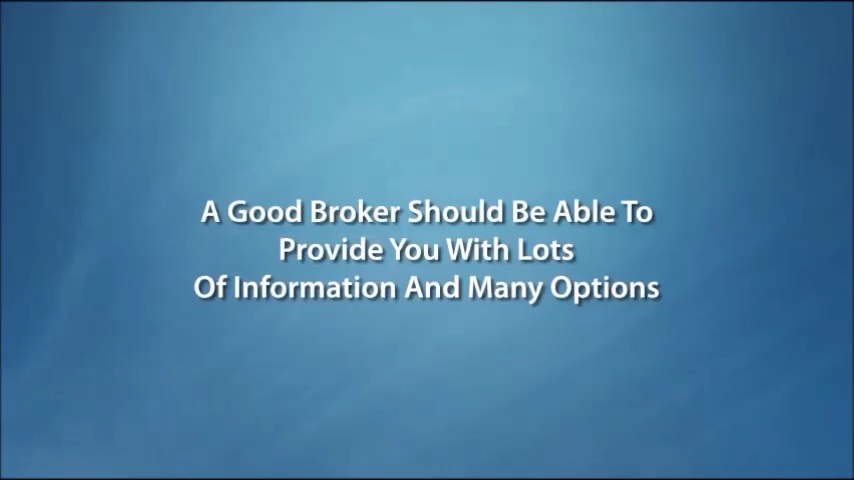 A Good Broker Should Be Able To
Provide You With Lots
Of Information And Many Options